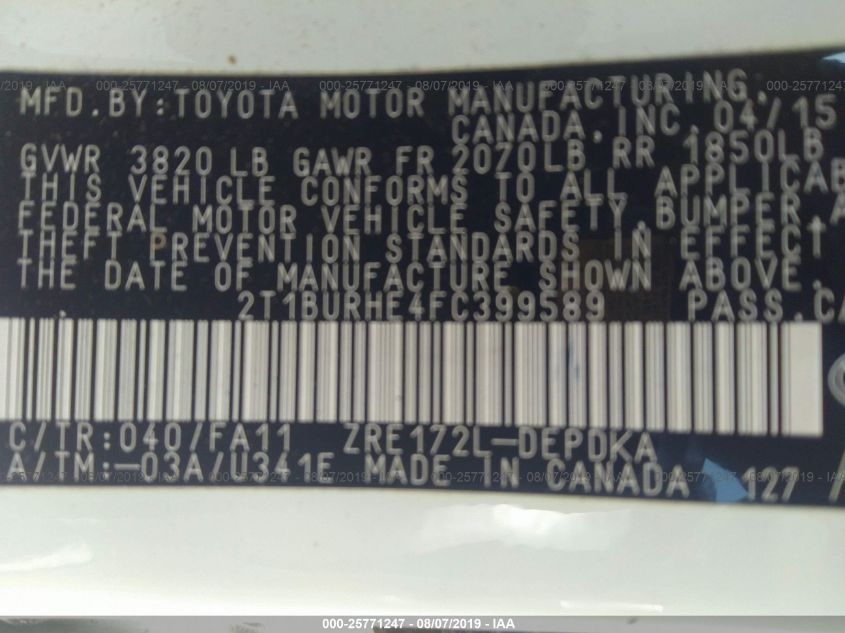 MFD.BY:TOYOTA MOTOR MANUFACTURING,
CANADA,INC.04/15
GVWR 3820LB GAWR FR 2070LB RR 1850LB
THIS VEHICLE CONFORMS TO ALL APPLICAB
FEDERAL MOTOR VEHICLE SAFETY,BUMPER,A
THEFT PREVENTION STANDARDS IN EFFECT
THE DATE OF MANUFACTURE SHOWN ABOVE.
2T1BURHE4FC399589 PASS.CA
C/TR:040/FA11 ZRE172L-DEPDKA
A/TM:-03A/U341E MADE IN CANADA 127 /
000-25771247 - 08/07/2019 - IAA